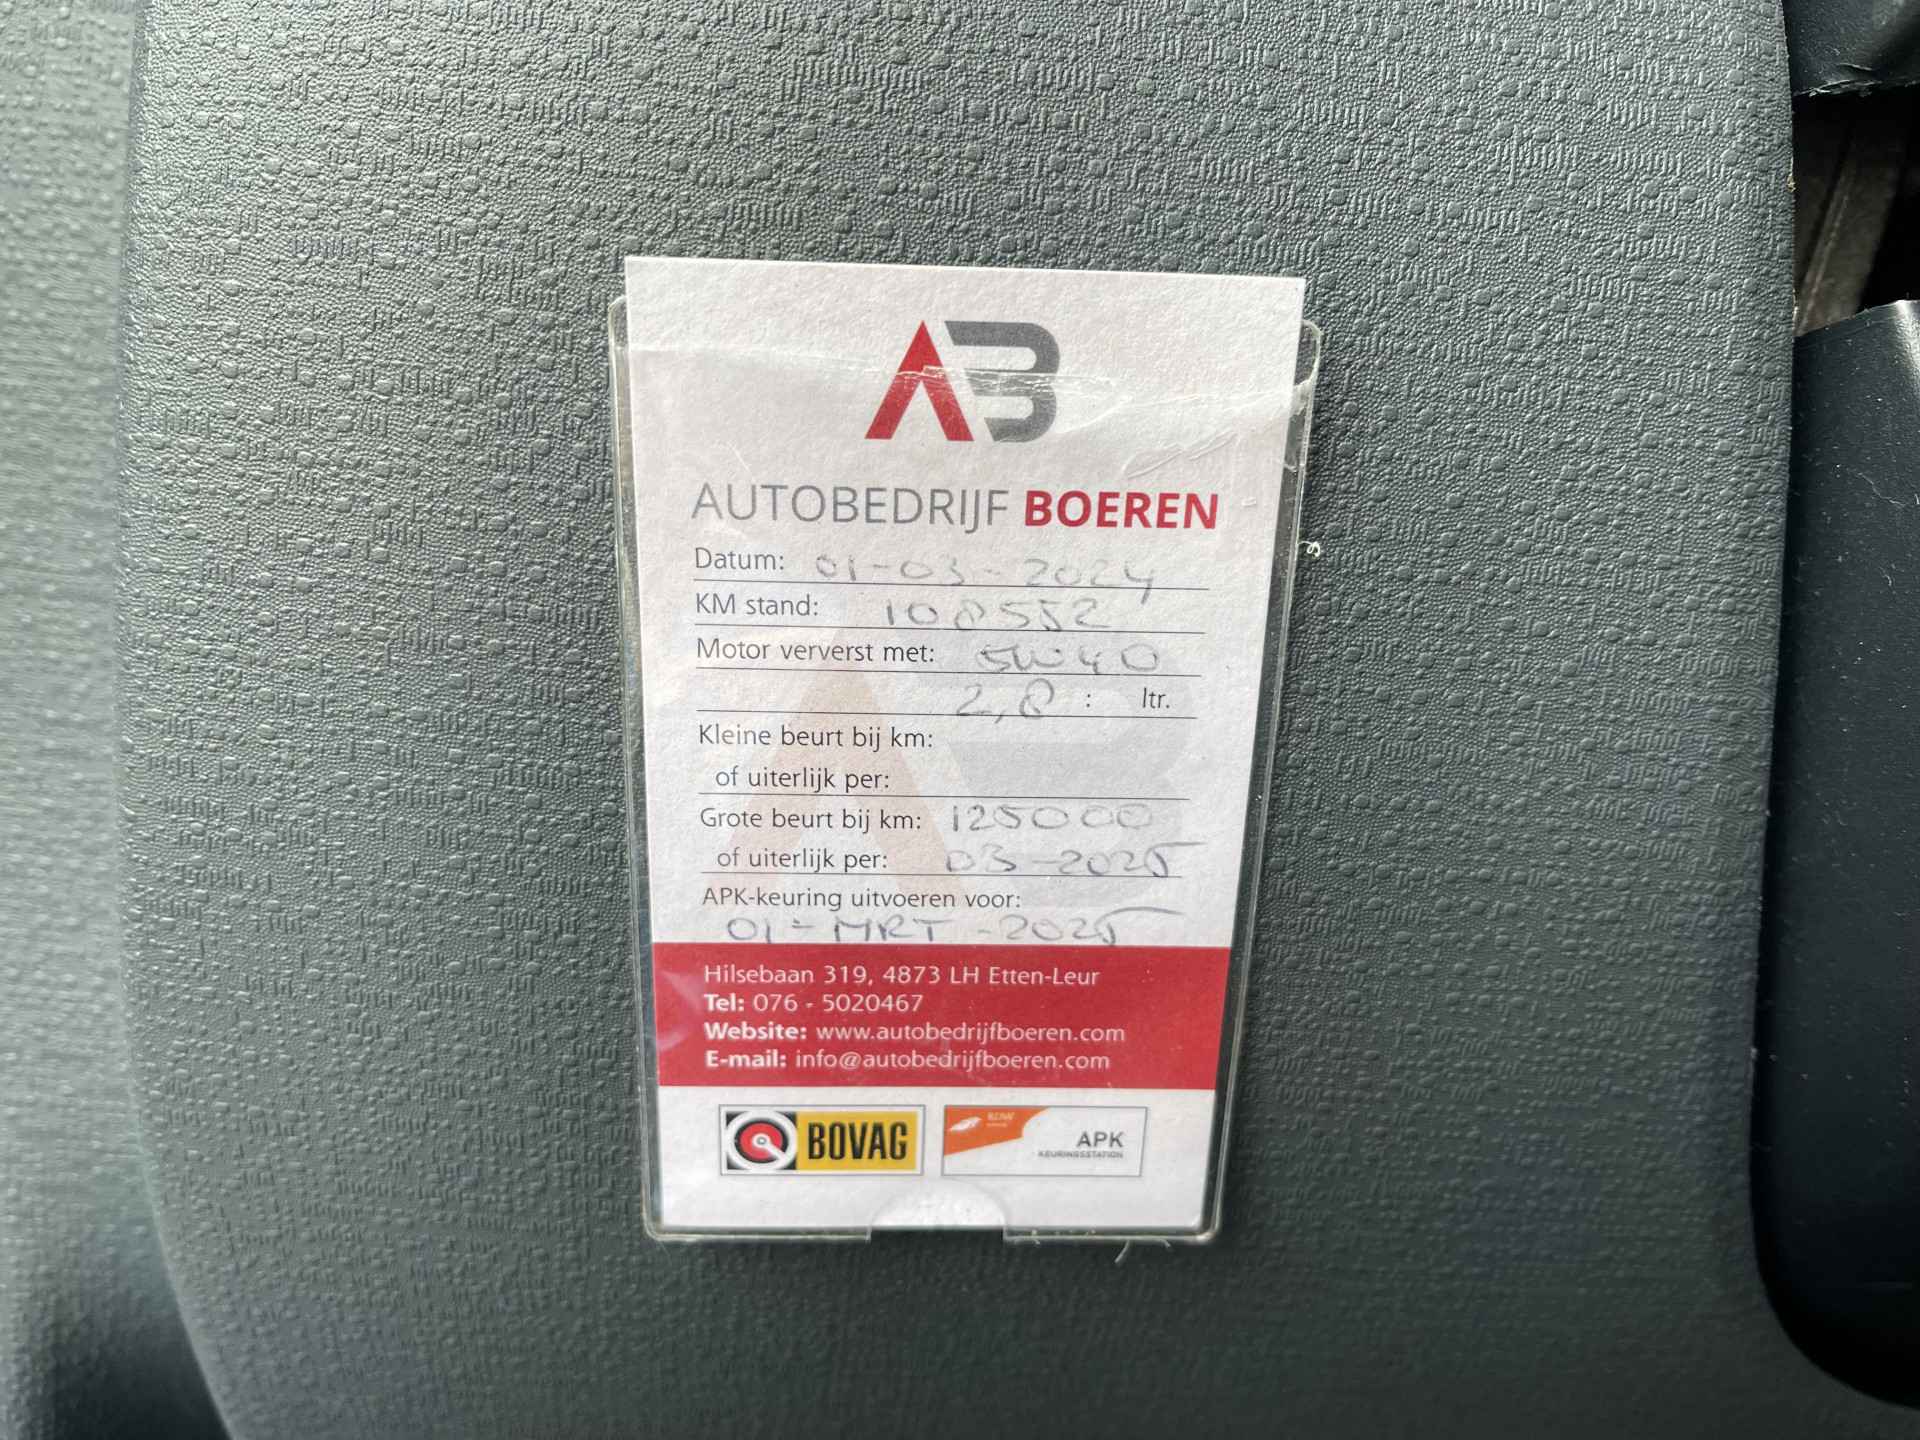 AB
AUTOBEDRIJF BOEREN
Datum: 01-03-2024
KM stand: 108552
Motor ververst met: 5W40
2,8 : ltr.
Kleine beurt bij km:
of uiterlijk per:
Grote beurt bij km: 125000
of uiterlijk per: 03-2025
APK-keuring uitvoeren voor:
01-MRT-2025
Hilsebaan 319, 4873 LH Etten-Leur
Tel: 076 - 5020467
Website: www.autobedrijfboeren.com
E-mail: info@autobedrijfboeren.com
BOVAG
RDW
APK
KEURINGSSTATION